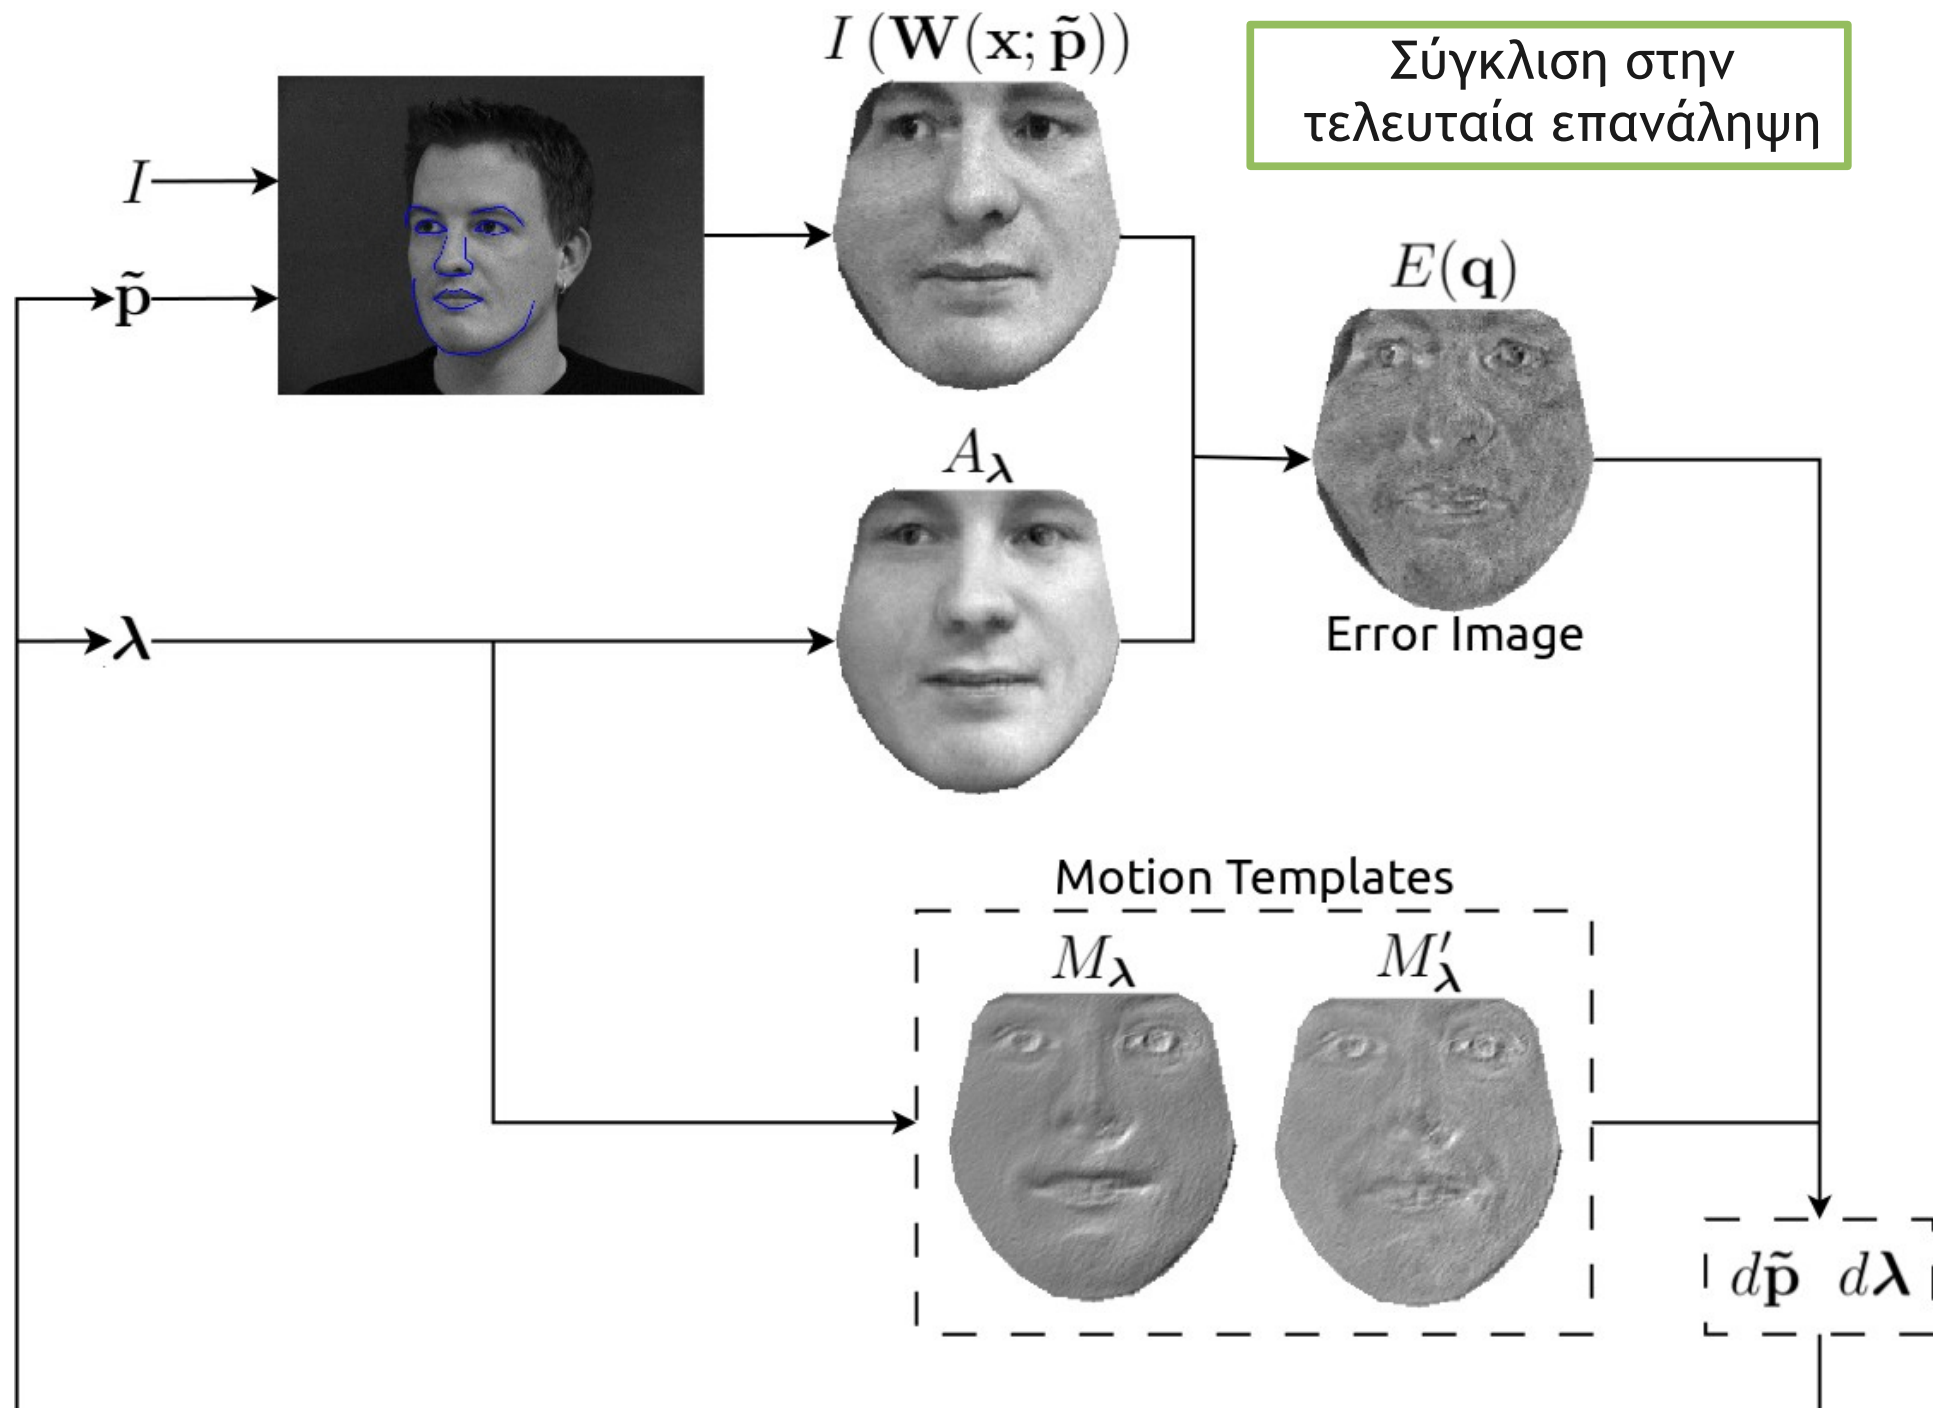 I (W(x; p̃))
Σύγκλιση στην
τελευταία επανάληψη
I
p̃
E(q)
A_λ
Error Image
λ
Motion Templates
M_λ M′_λ
dp̃ dλ